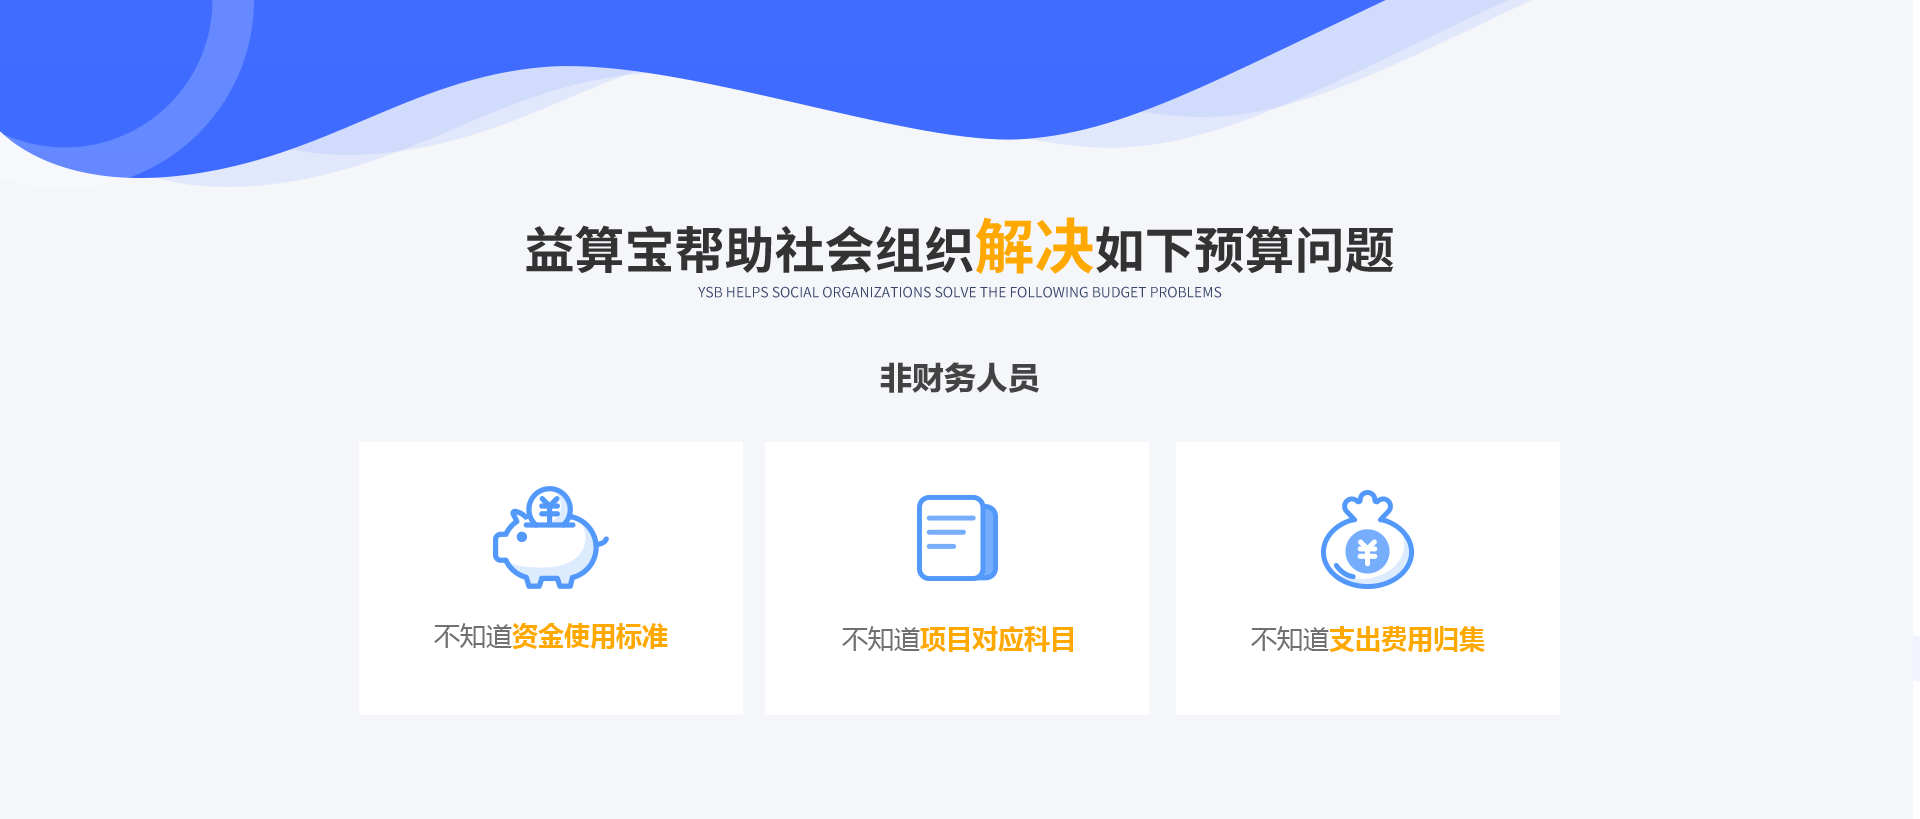 益算宝帮助社会组织解决如下预算问题
YSB HELPS SOCIAL ORGANIZATIONS SOLVE THE FOLLOWING BUDGET PROBLEMS
非财务人员
不知道资金使用标准
不知道项目对应科目
不知道支出费用归集